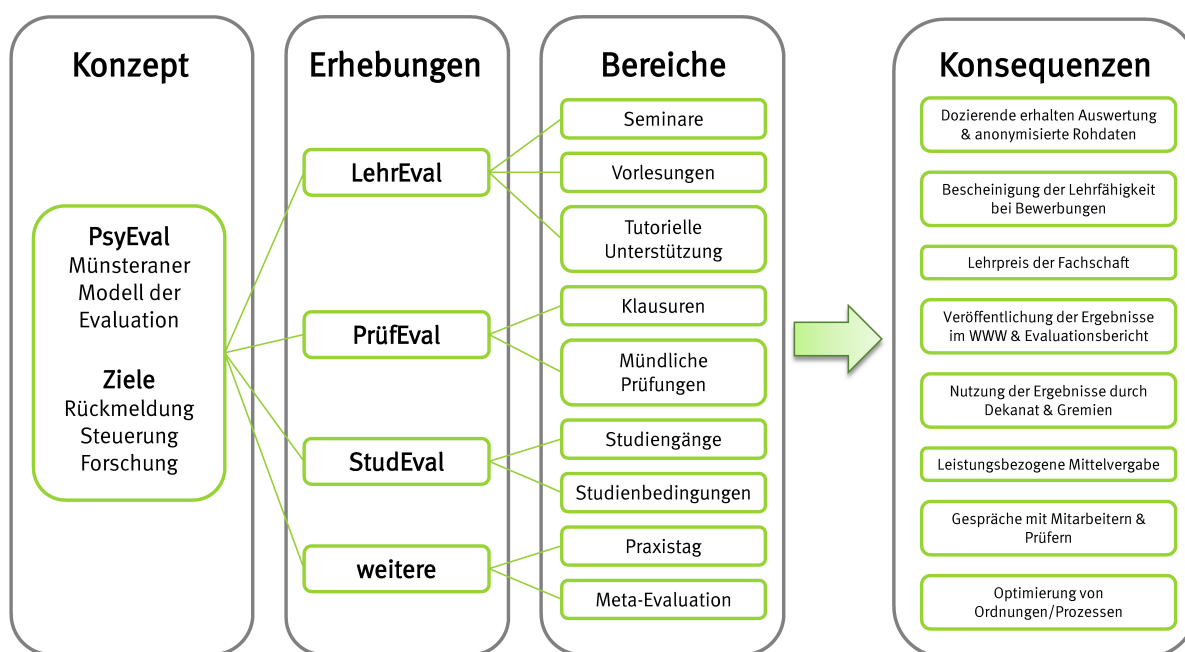 Konzept
PsyEval
Münsteraner
Modell der
Evaluation
Ziele
Rückmeldung
Steuerung
Forschung
Erhebungen
LehrEval
PrüfEval
StudEval
weitere
Bereiche
Seminare
Vorlesungen
Tutorielle
Unterstützung
Klausuren
Mündliche
Prüfungen
Studiengänge
Studienbedingungen
Praxistag
Meta-Evaluation
Konsequenzen
Dozierende erhalten Auswertung
& anonymisierte Rohdaten
Bescheinigung der Lehrfähigkeit
bei Bewerbungen
Lehrpreis der Fachschaft
Veröffentlichung der Ergebnisse
im WWW & Evaluationsbericht
Nutzung der Ergebnisse durch
Dekanat & Gremien
Leistungsbezogene Mittelvergabe
Gespräche mit Mitarbeitern &
Prüfern
Optimierung von
Ordnungen/Prozessen